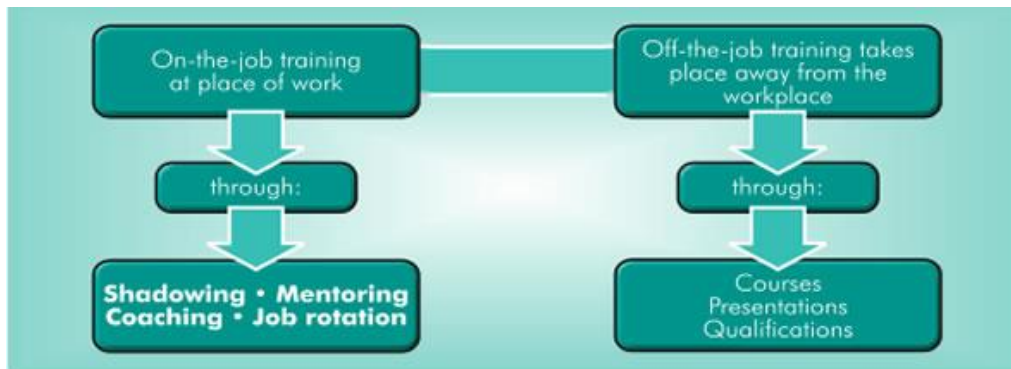 On-the-job training
at place of work
through:
Shadowing • Mentoring
Coaching • Job rotation
Off-the-job training takes
place away from the
workplace
through:
Courses
Presentations
Qualifications